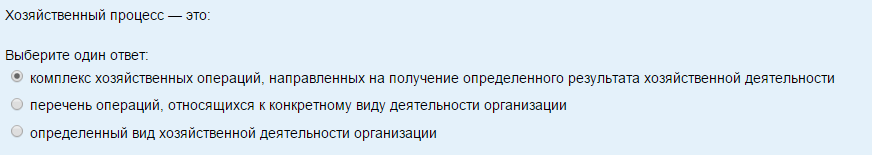 Хозяйственный процесс — это:
Выберите один ответ:
комплекс хозяйственных операций, направленных на получение определенного результата хозяйственной деятельности
перечень операций, относящихся к конкретному виду деятельности организации
определенный вид хозяйственной деятельности организации